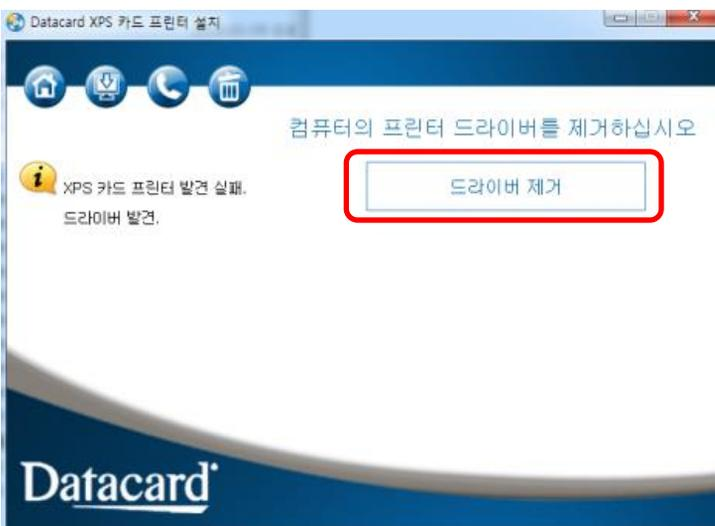 Datacard XPS 카드 프린터 설치
컴퓨터의 프린터 드라이버를 제거하십시오
드라이버 제거
XPS 카드 프린터 발견 실패.
드라이버 발견.
Datacard